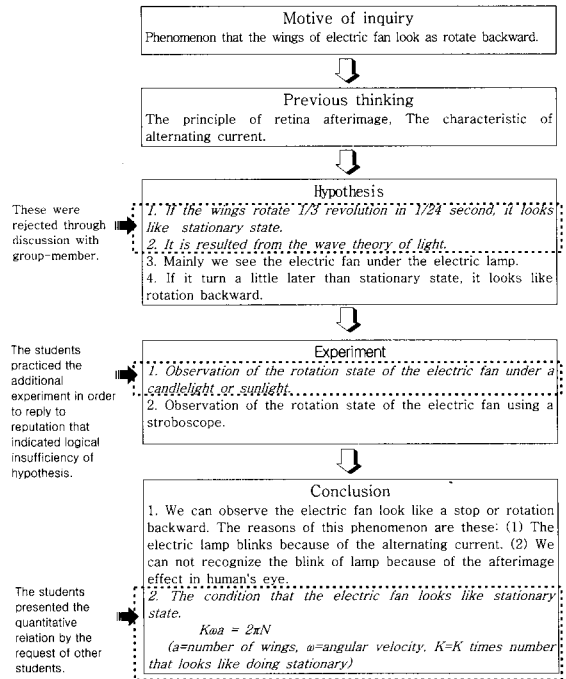 Motive of inquiry
Phenomenon that the wings of electric fan look as rotate backward.
Previous thinking
The principle of retina afterimage, The characteristic of
alternating current.
Hypothesis
1. If the wings rotate 1/3 revolution in 1/24 second, it looks
like stationary state.
2. It is resulted from the wave theory of light.
3. Mainly we see the electric fan under the electric lamp.
4. If it turn a little later than stationary state, it looks like
rotation backward.
These were
rejected through
discussion with
group-member.
Experiment
1. Observation of the rotation state of the electric fan under a
candlelight or sunlight.
2. Observation of the rotation state of the electric fan using a
stroboscope.
The students
practiced the
additional
experiment in order
to reply to
reputation that
indicated logical
insufficiency of
hypothesis.
Conclusion
1. We can observe the electric fan look like a stop or rotation
backward. The reasons of this phenomenon are these: (1) The
electric lamp blinks because of the alternating current. (2) We
can not recognize the blink of lamp because of the afterimage
effect in human's eye.
2. The condition that the electric fan looks like stationary
state.
Kωa = 2πN
(a=number of wings, ω=angular velocity, K=K times number
that looks like doing stationary)
The students
presented the
quantitative
relation by the
request of other
students.